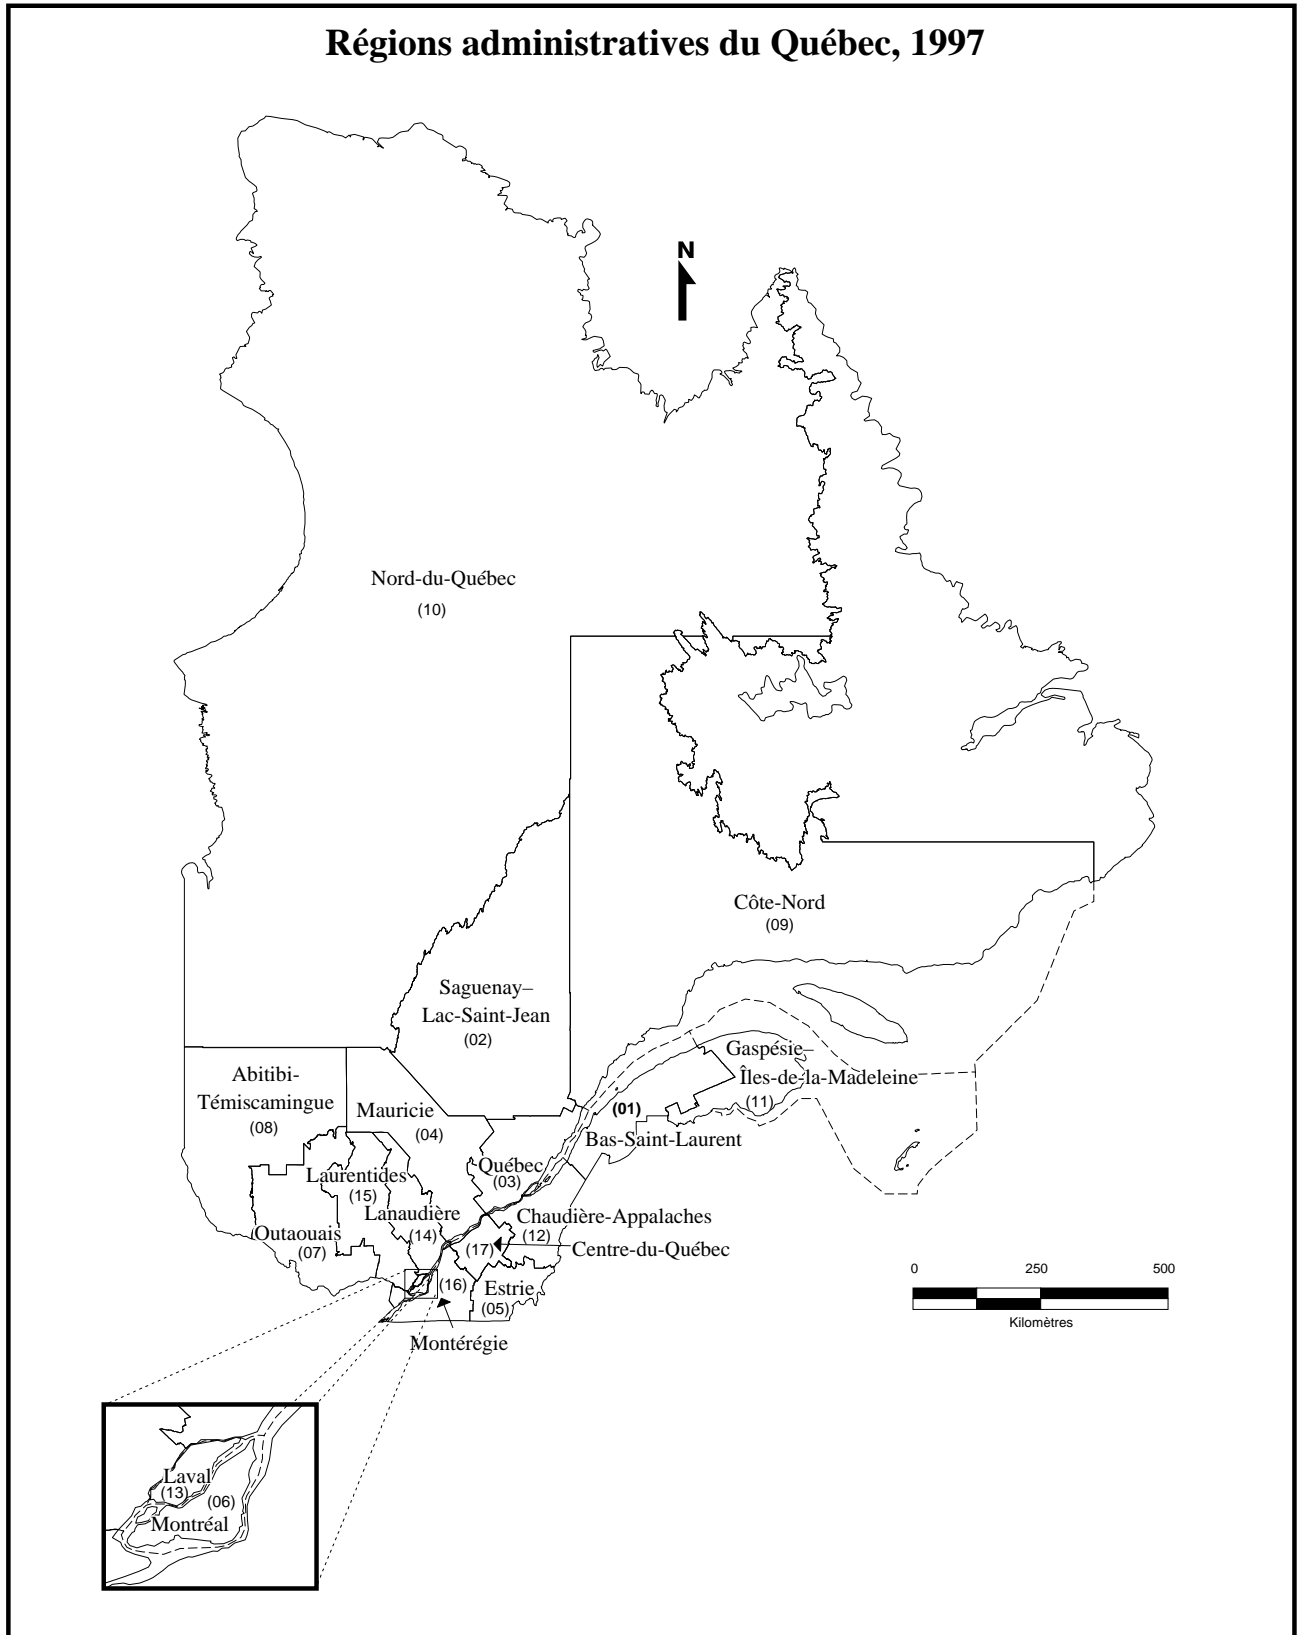 Régions administratives du Québec, 1997
N
Nord-du-Québec
(10)
Côte-Nord
(09)
Saguenay–
Lac-Saint-Jean
(02)
Gaspésie–
Îles-de-la-Madeleine
(11)
Abitibi-
Témiscamingue
(08)
Mauricie
(04)
(01)
Bas-Saint-Laurent
Québec
(03)
Laurentides
(15)
Lanaudière
(14)
Chaudière-Appalaches
(12)
Outaouais
(07)
(17)
Centre-du-Québec
(16)
Estrie
(05)
Montérégie
0 250 500
Kilomètres
Laval
(13)
(06)
Montréal